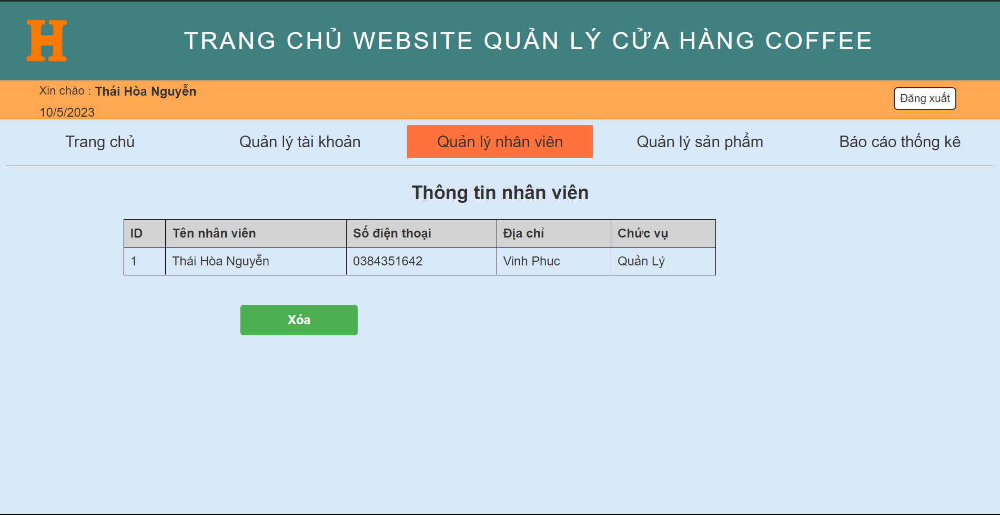 H
TRANG CHỦ WEBSITE QUẢN LÝ CỬA HÀNG COFFEE
Xin chào : Thái Hòa Nguyễn
Đăng xuất
10/5/2023
Trang chủ Quản lý tài khoản Quản lý nhân viên Quản lý sản phẩm Báo cáo thống kê
Thông tin nhân viên
ID Tên nhân viên Số điện thoại Địa chỉ Chức vụ
1 Thái Hòa Nguyễn 0384351642 Vinh Phuc Quản Lý
Xóa